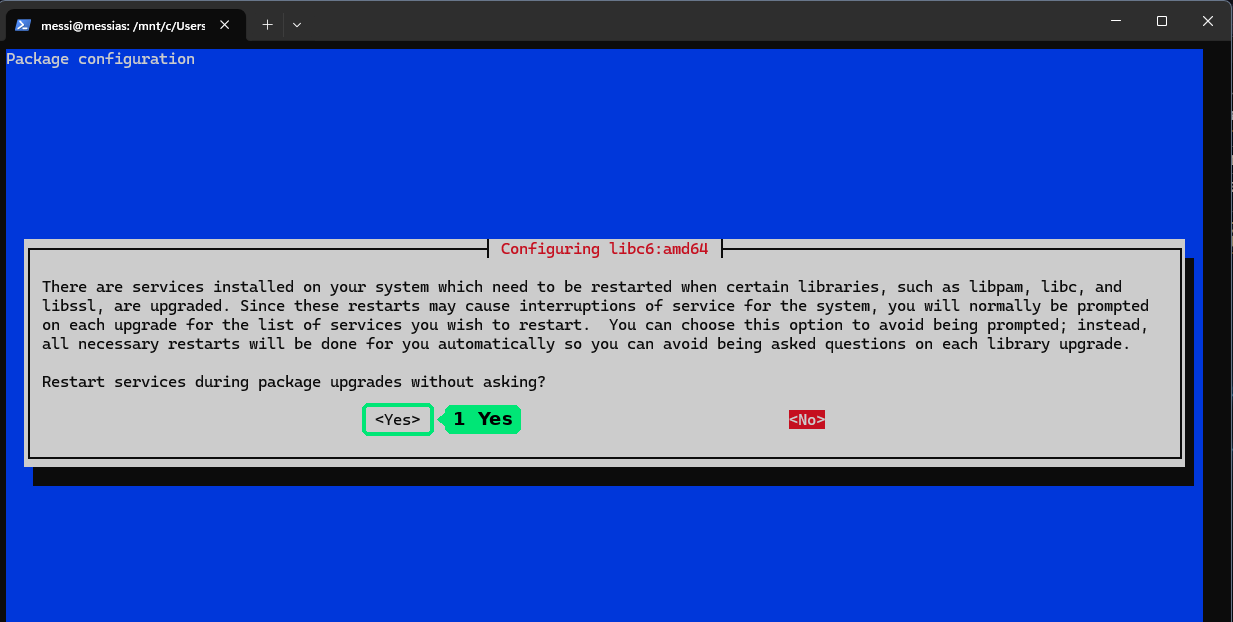 messi@messias: /mnt/c/Users
Package configuration
Configuring libc6:amd64
There are services installed on your system which need to be restarted when certain libraries, such as libpam, libc, and
libssl, are upgraded. Since these restarts may cause interruptions of service for the system, you will normally be prompted
on each upgrade for the list of services you wish to restart.  You can choose this option to avoid being prompted; instead,
all necessary restarts will be done for you automatically so you can avoid being asked questions on each library upgrade.
Restart services during package upgrades without asking?
<Yes> 1 Yes <No>